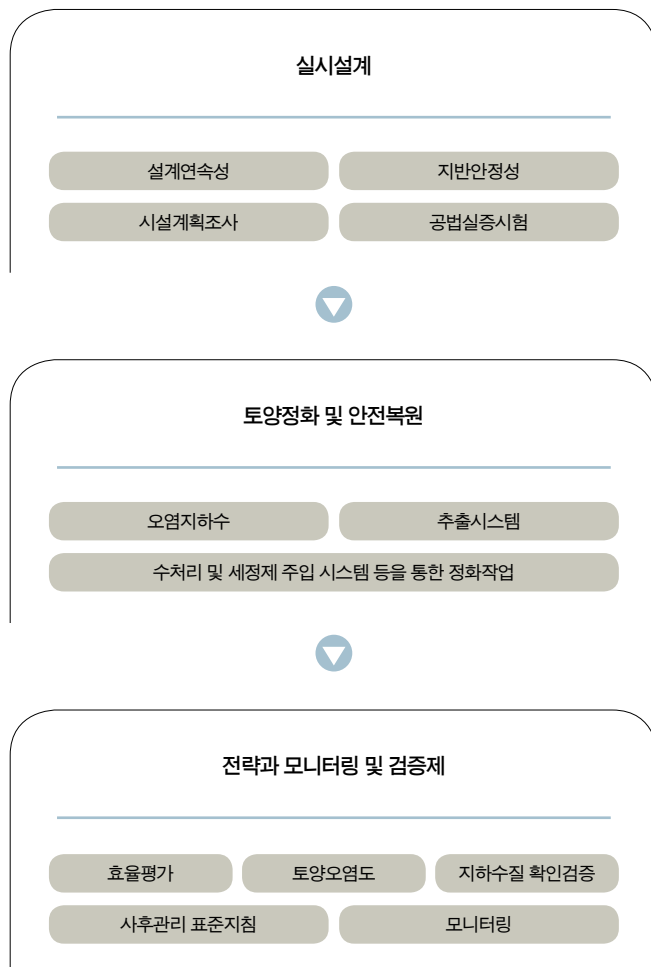 실시설계
설계연속성 지반안정성
시설계획조사 공법실증시험
토양정화 및 안전복원
오염지하수 추출시스템
수처리 및 세정제 주입 시스템 등을 통한 정화작업
전략과 모니터링 및 검증제
효율평가 토양오염도 지하수질 확인검증
사후관리 표준지침 모니터링